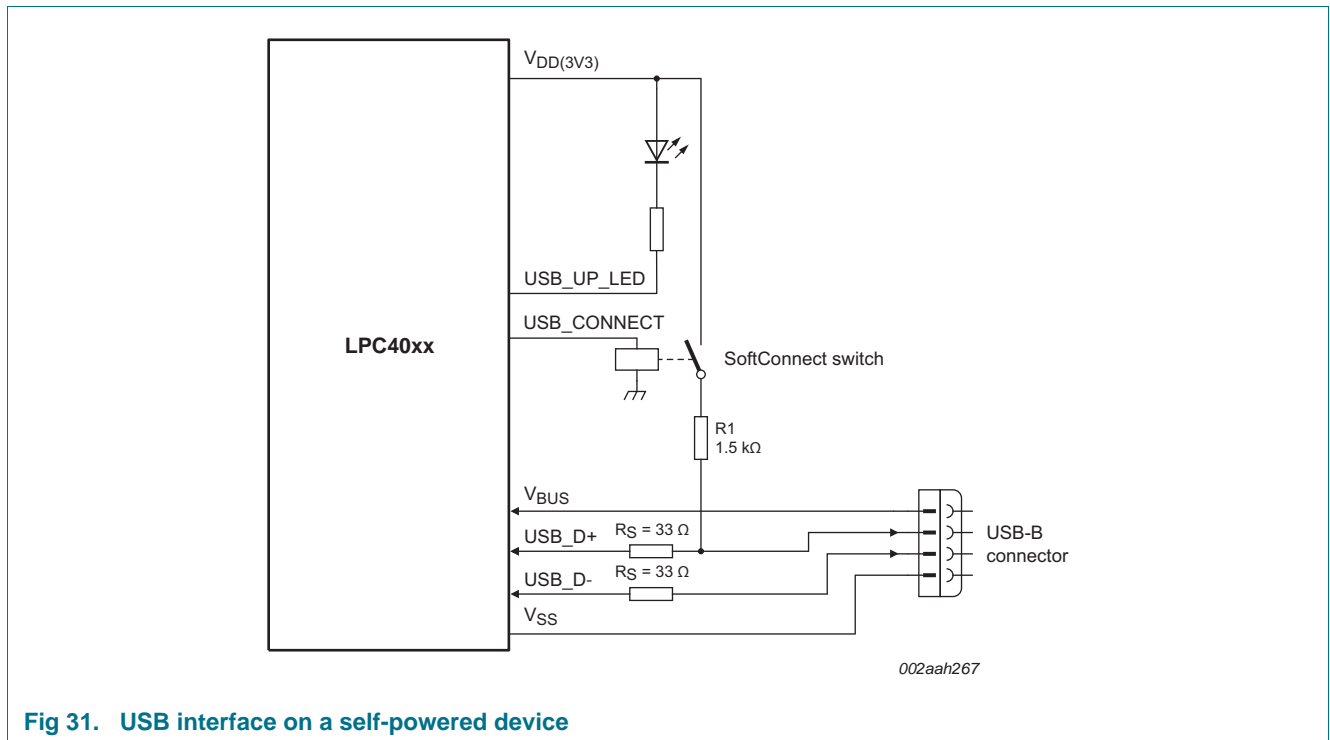 VDD(3V3)
USB_UP_LED
USB_CONNECT
LPC40xx
SoftConnect switch
R1
1.5 kΩ
VBUS
USB_D+
RS = 33 Ω
USB-B
connector
USB_D-
RS = 33 Ω
VSS
002aah267
Fig 31. USB interface on a self-powered device